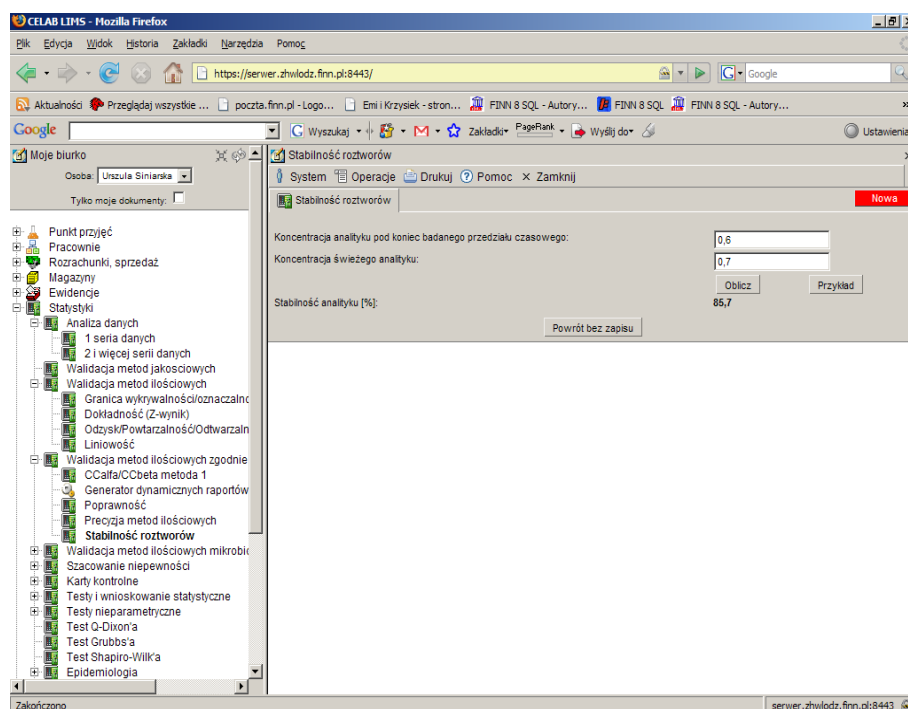 CELAB LIMS - Mozilla Firefox
Plik Edycja Widok Historia Zakładki Narzędzia Pomoc
https://serwer.zhwlodz.finn.pl:8443/ G Google
Aktualności Przeglądaj wszystkie ... poczta.finn.pl - Logo... Emi i Krzysiek - stron... FINN 8 SQL - Autory... FINN 8 SQL FINN 8 SQL - Autory... »
Google G Wyszukaj Zakładki PageRank Wyślij do Ustawienia
Moje biurko
Osoba: Urszula Siniarska
Tylko moje dokumenty:
Punkt przyjęć
Pracownie
Rozrachunki, sprzedaż
Magazyny
Ewidencje
Statystyki
Analiza danych
1 seria danych
2 i więcej serii danych
Walidacja metod jakosciowych
Walidacja metod ilościowych
Granica wykrywalności/oznaczalnc
Dokładność (Z-wynik)
Odzysk/Powtarzalność/Odtwarzaln
Liniowość
Walidacja metod ilościowych zgodnie
CCalfa/CCbeta metoda 1
Generator dynamicznych raportów
Poprawność
Precyzja metod ilościowych
Stabilność roztworów
Walidacja metod ilościowych mikrobio
Szacowanie niepewności
Karty kontrolne
Testy i wnioskowanie statystyczne
Testy nieparametryczne
Test Q-Dixon'a
Test Grubbs'a
Test Shapiro-Wilk'a
Epidemiologia
Stabilność roztworów
System Operacje Drukuj Pomoc Zamknij
Stabilność roztworów Nowa
Koncentracja analityku pod koniec badanego przedziału czasowego: 0,6
Koncentracja świeżego analityku: 0,7
Oblicz Przykład
Stabilność analityku [%]: 85,7
Powrót bez zapisu
Zakończono serwer.zhwlodz.finn.pl:8443